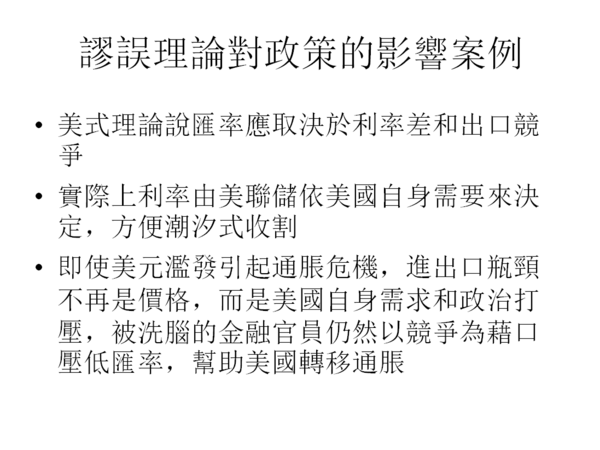 謬誤理論對政策的影響案例
• 美式理論說匯率應取決於利率差和出口競
爭
• 實際上利率由美聯儲依美國自身需要來決
定，方便潮汐式收割
• 即使美元濫發引起通脹危機，進出口瓶頸
不再是價格，而是美國自身需求和政治打
壓，被洗腦的金融官員仍然以競爭為藉口
壓低匯率，幫助美國轉移通脹